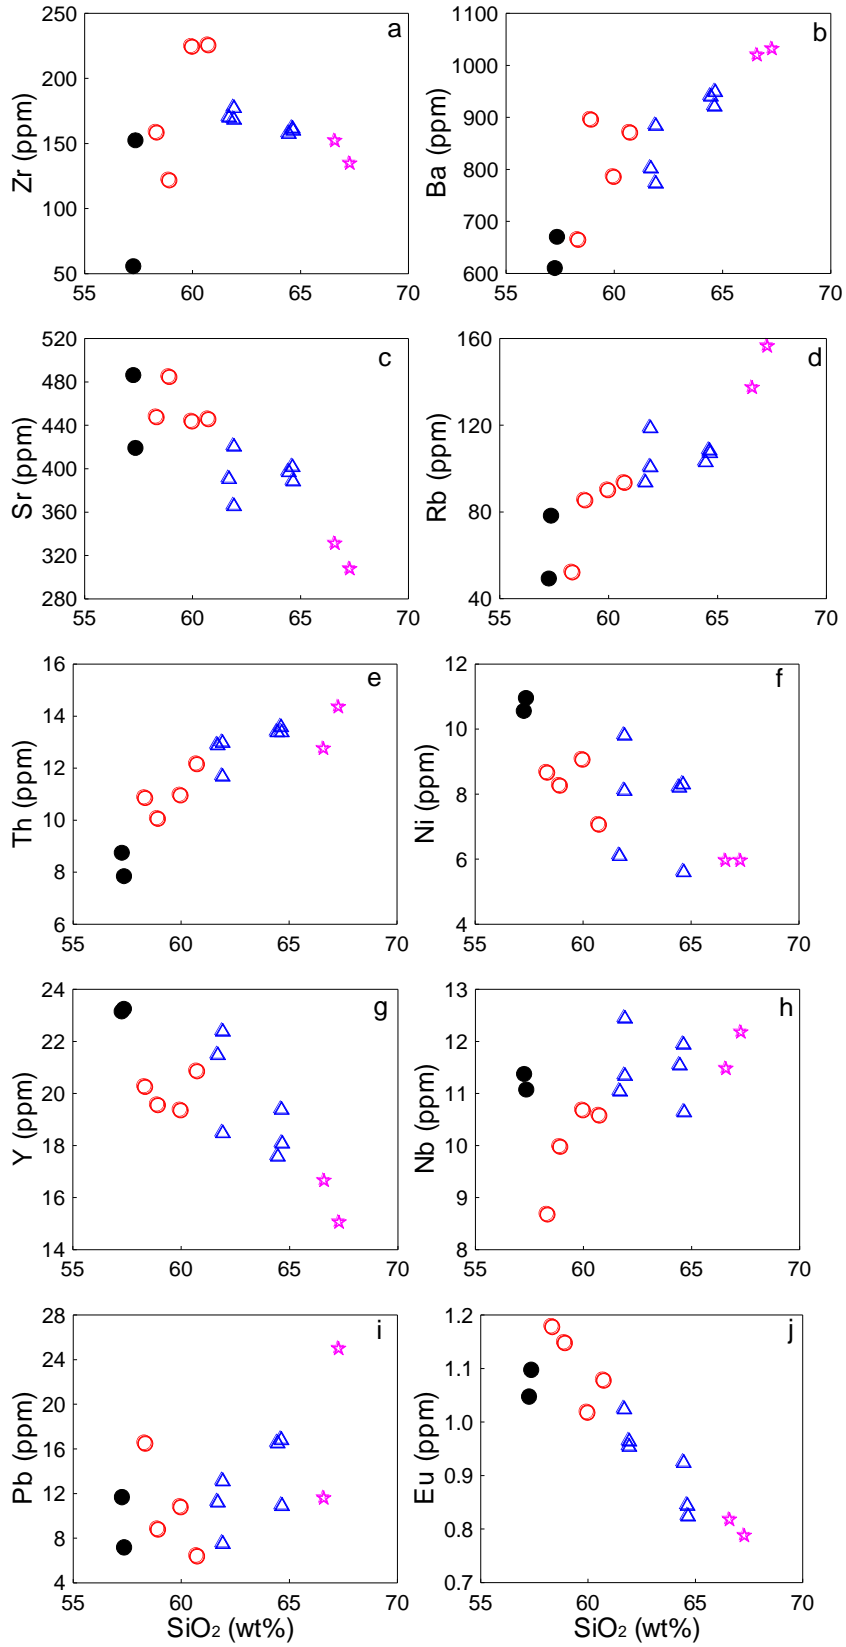 a
Zr (ppm)
250
200
150
100
50
55 60 65 70
b
Ba (ppm)
1100
1000
900
800
700
600
55 60 65 70
c
Sr (ppm)
520
480
440
400
360
320
280
55 60 65 70
d
Rb (ppm)
160
120
80
40
55 60 65 70
e
Th (ppm)
16
14
12
10
8
6
55 60 65 70
f
Ni (ppm)
12
10
8
6
4
55 60 65 70
g
Y (ppm)
24
22
20
18
16
14
55 60 65 70
h
Nb (ppm)
13
12
11
10
9
8
55 60 65 70
i
Pb (ppm)
28
24
20
16
12
8
4
55 60 65 70
SiO₂ (wt%)
j
Eu (ppm)
1.2
1.1
1.0
0.9
0.8
0.7
55 60 65 70
SiO₂ (wt%)